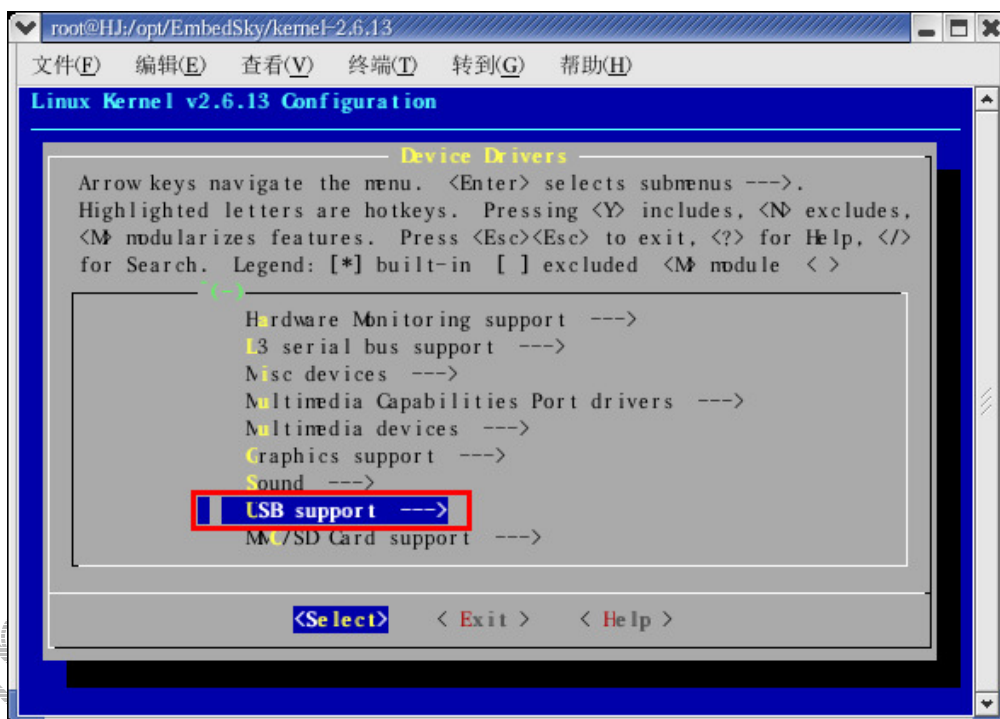 root@HJ:/opt/EmbedSky/kernel-2.6.13
文件(F) 编辑(E) 查看(V) 终端(T) 转到(G) 帮助(H)
Linux Kernel v2.6.13 Configuration
Device Drivers
Arrow keys navigate the menu. <Enter> selects submenus --->.
Highlighted letters are hotkeys. Pressing <Y> includes, <N> excludes,
<M> modularizes features. Press <Esc><Esc> to exit, <?> for Help, </>
for Search. Legend: [*] built-in [ ] excluded <M> module < >
^(-)
Hardware Monitoring support --->
L3 serial bus support --->
Misc devices --->
Multimedia Capabilities Port drivers --->
Multimedia devices --->
Graphics support --->
Sound --->
USB support --->
MMC/SD Card support --->
<Select> < Exit > < Help >